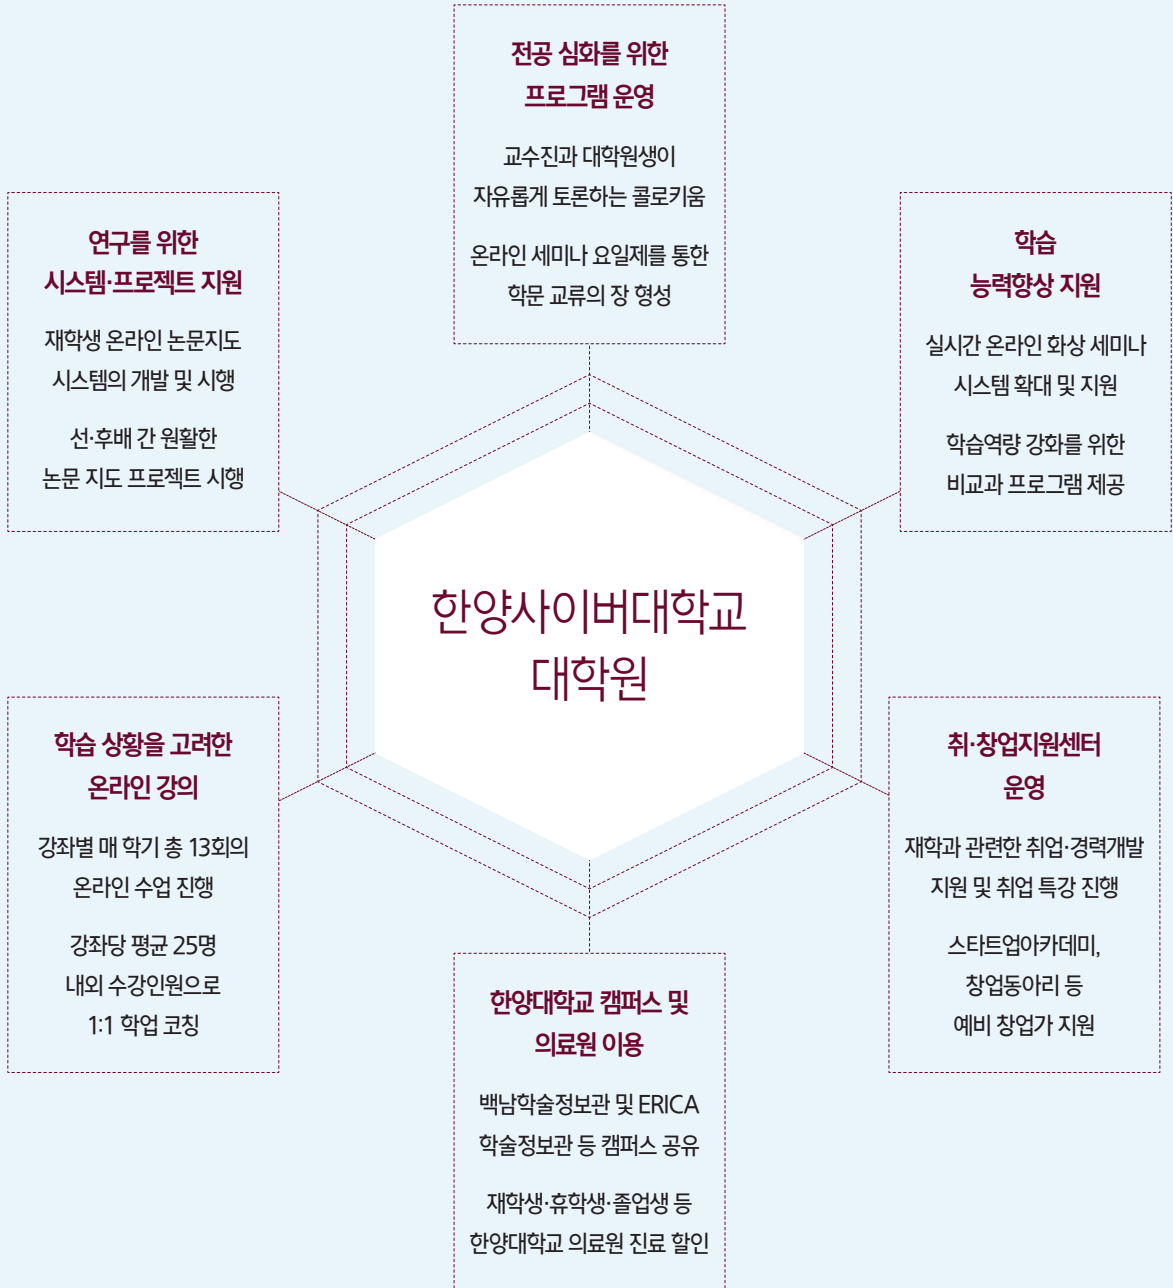 전공 심화를 위한
프로그램 운영
교수진과 대학원생이
자유롭게 토론하는 콜로키움
온라인 세미나 요일제를 통한
학문 교류의 장 형성
연구를 위한
시스템·프로젝트 지원
재학생 온라인 논문지도
시스템의 개발 및 시행
선·후배 간 원활한
논문 지도 프로젝트 시행
학습
능력향상 지원
실시간 온라인 화상 세미나
시스템 확대 및 지원
학습역량 강화를 위한
비교과 프로그램 제공
한양사이버대학교
대학원
학습 상황을 고려한
온라인 강의
강좌별 매 학기 총 13회의
온라인 수업 진행
강좌당 평균 25명
내외 수강인원으로
1:1 학업 코칭
취·창업지원센터
운영
재학과 관련한 취업·경력개발
지원 및 취업 특강 진행
스타트업아카데미,
창업동아리 등
예비 창업가 지원
한양대학교 캠퍼스 및
의료원 이용
백남학술정보관 및 ERICA
학술정보관 등 캠퍼스 공유
재학생·휴학생·졸업생 등
한양대학교 의료원 진료 할인